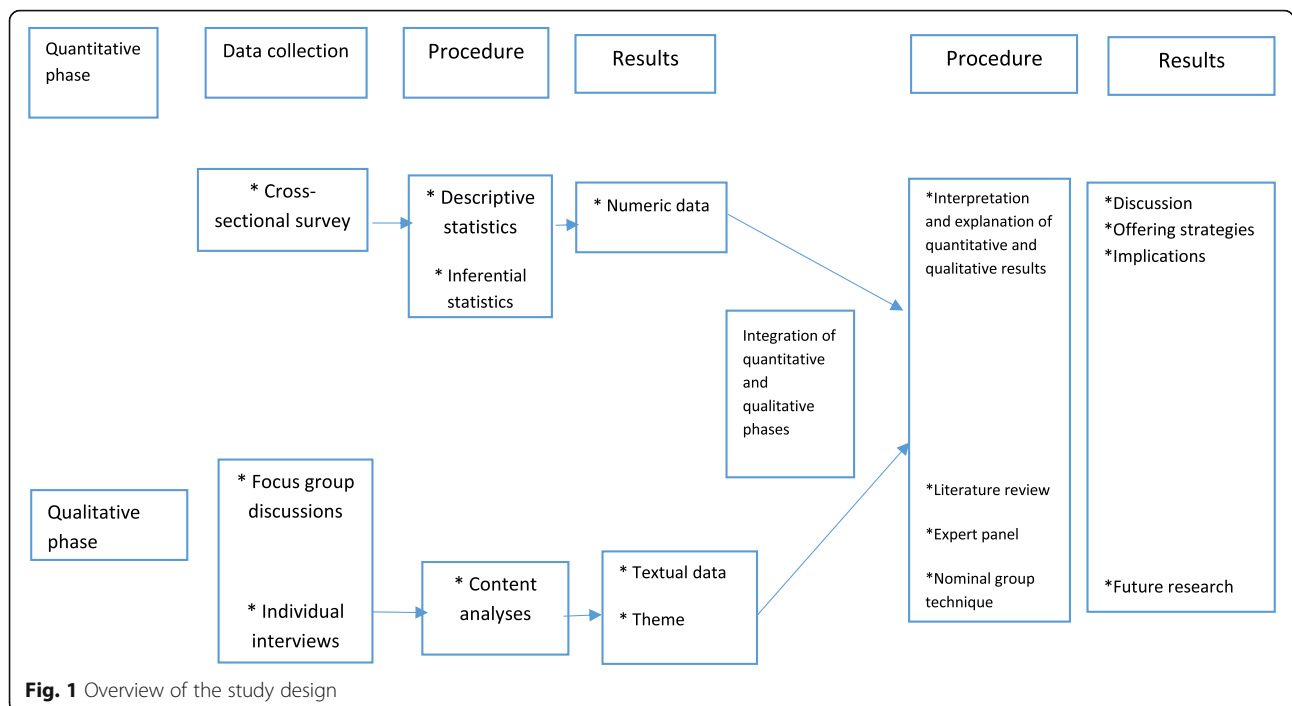 Quantitative
phase
Data collection
Procedure
Results
Procedure
Results
* Cross-
sectional survey
* Descriptive
statistics
* Inferential
statistics
* Numeric data
*Interpretation
and explanation of
quantitative and
qualitative results
*Literature review
*Expert panel
*Nominal group
technique
*Discussion
*Offering strategies
*Implications
*Future research
Integration of
quantitative
and
qualitative
phases
Qualitative
phase
* Focus group
discussions
* Individual
interviews
* Content
analyses
* Textual data
* Theme
Fig. 1 Overview of the study design